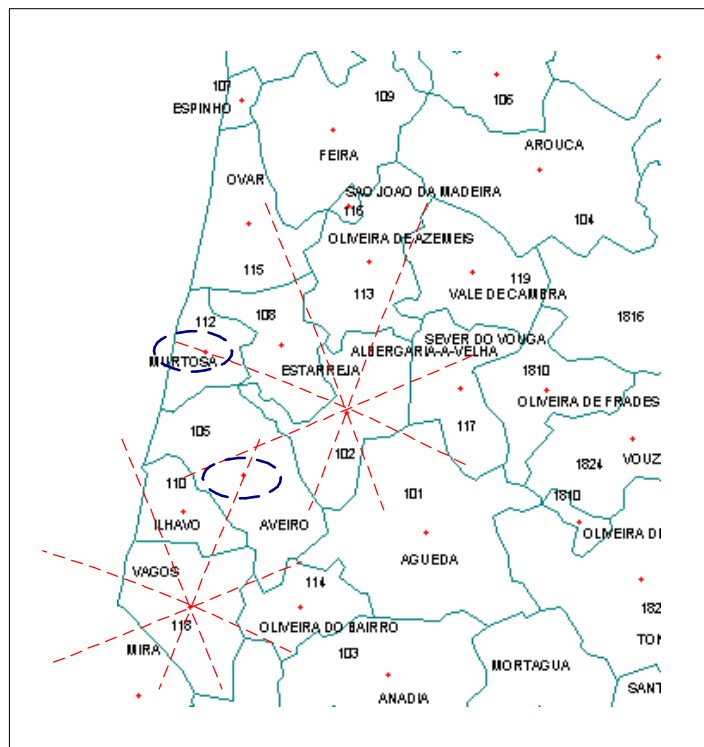 107
ESPINHO
109
106
FEIRA
AROUCA
OVAR
SAO JOAO DA MADEIRA
116
104
OLIVEIRA DE AZEMEIS
115
113
119
VALE DE CAMBRA
112
108
1816
MURTOSA
ESTARREJA
ALBERGARIA-A-VELHA
SEVER DO VOUGA
1810
OLIVEIRA DE FRADES
117
105
102
1824
VOUZ
110
101
1810
ILHAVO
AVEIRO
OLIVEIRA DE
AGUEDA
VAGOS
114
118
182
OLIVEIRA DO BAIRRO
MIRA
103
TON
MORTAGUA
SANT
ANADIA